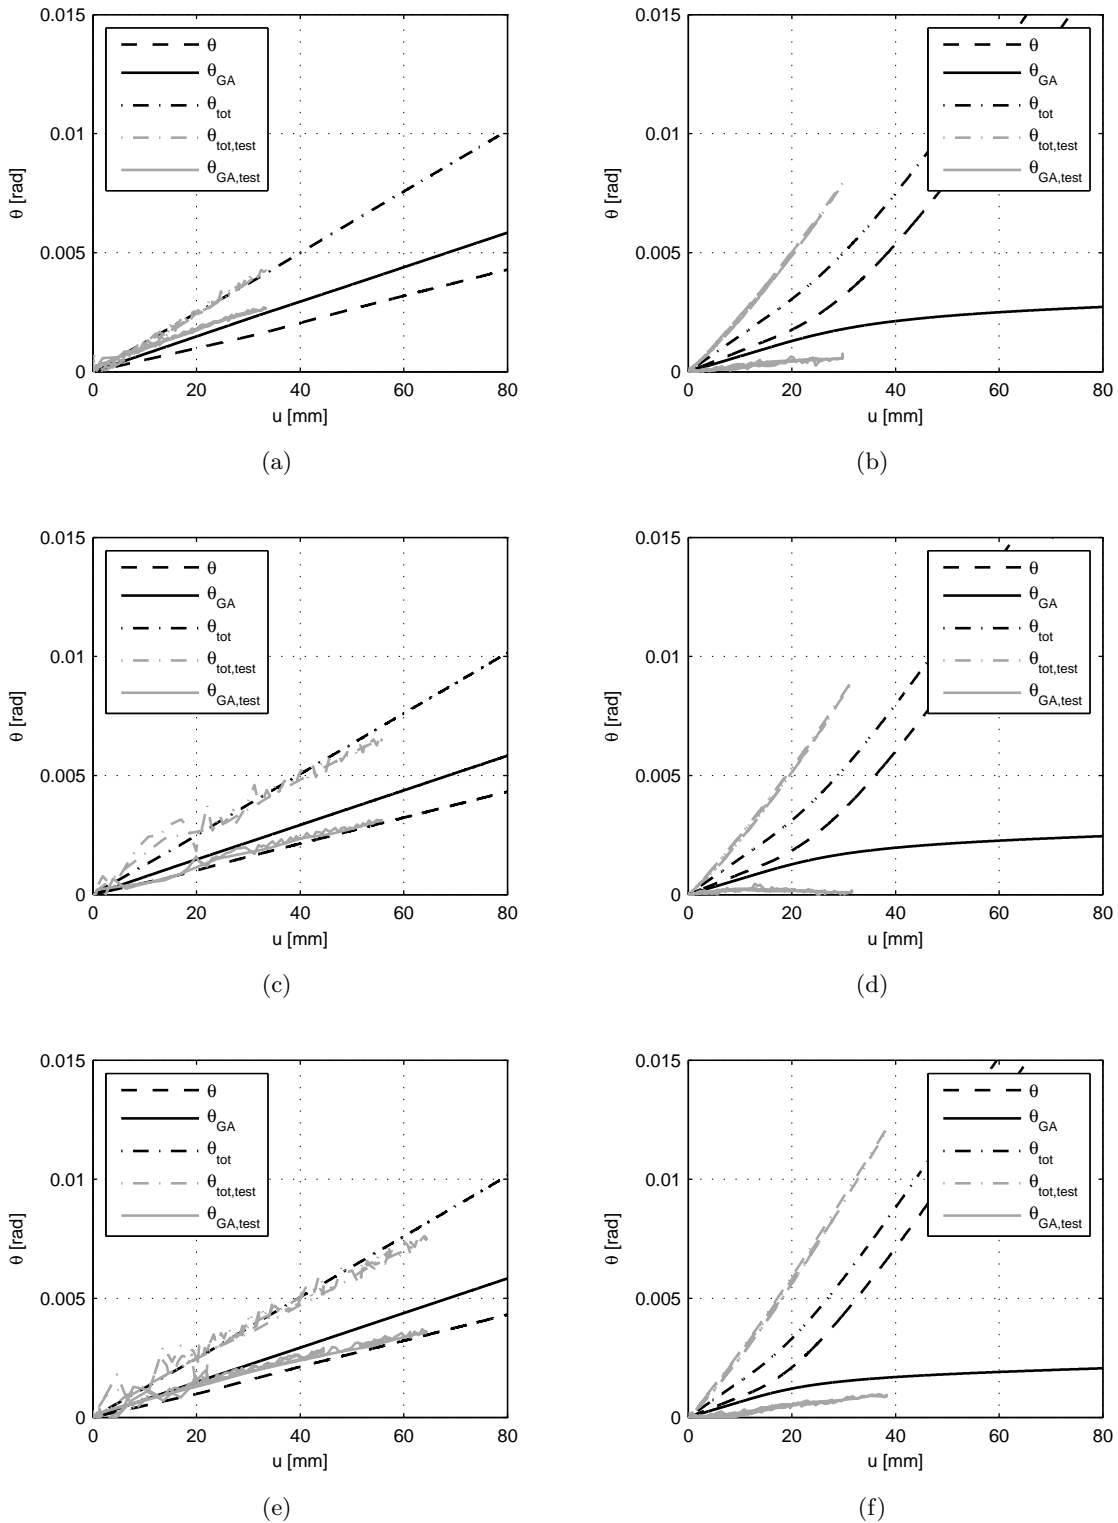 0.015
0.01
0.005
0
θ [rad]
θ
θGA
θtot
θtot,test
θGA,test
0 20 40 60 80
u [mm]
(a)
0.015
0.01
0.005
0
θ [rad]
θ
θGA
θtot
θtot,test
θGA,test
0 20 40 60 80
u [mm]
(b)
0.015
0.01
0.005
0
θ [rad]
θ
θGA
θtot
θtot,test
θGA,test
0 20 40 60 80
u [mm]
(c)
0.015
0.01
0.005
0
θ [rad]
θ
θGA
θtot
θtot,test
θGA,test
0 20 40 60 80
u [mm]
(d)
0.015
0.01
0.005
0
θ [rad]
θ
θGA
θtot
θtot,test
θGA,test
0 20 40 60 80
u [mm]
(e)
0.015
0.01
0.005
0
θ [rad]
θ
θGA
θtot
θtot,test
θGA,test
0 20 40 60 80
u [mm]
(f)